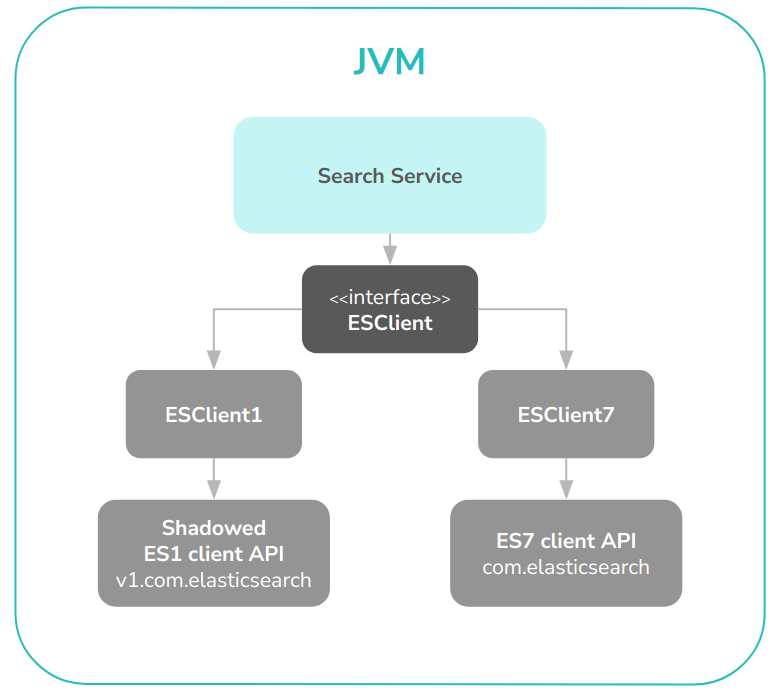 JVM
Search Service
<<interface>>
ESClient
ESClient1
ESClient7
Shadowed
ES1 client API
v1.com.elasticsearch
ES7 client API
com.elasticsearch